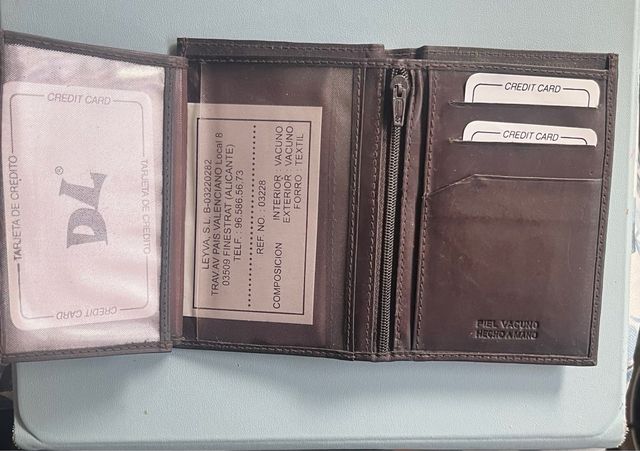 CREDIT CARD
TARJETA DE CRÉDITO
DL®
TARJETA DE CRÉDITO
CREDIT CARD
LEYVA, S.L. B-03220282
TRAV.AV PAIS VALENCIANO Local 8
03509 FINESTRAT (ALICANTE)
TELF.: 96.586.56.73
REF. NO.: 03228
COMPOSICION INTERIOR VACUNO
EXTERIOR: VACUNO
FORRO: TEXTIL
CREDIT CARD
CREDIT CARD
PIEL VACUNO
HECHO A MANO